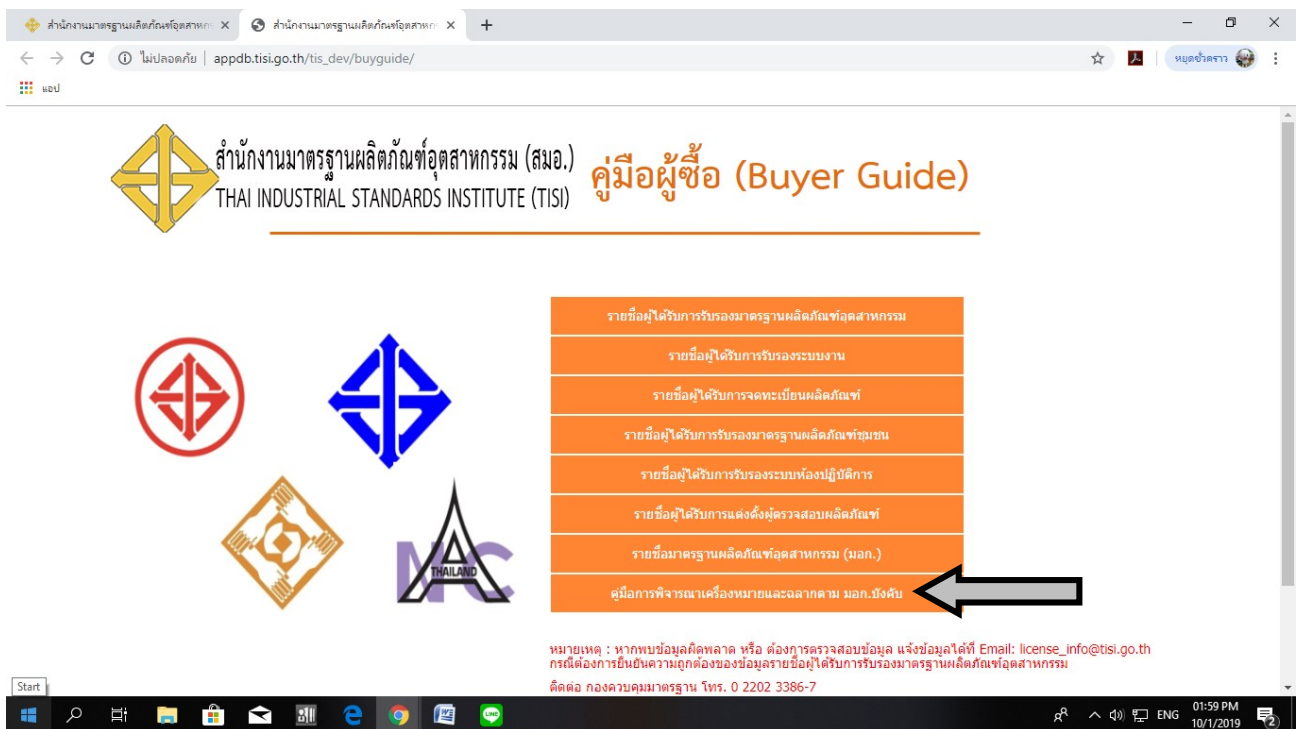 สำนักงานมาตรฐานผลิตภัณฑ์อุตสาหกร
สำนักงานมาตรฐานผลิตภัณฑ์อุตสาหกร
ไม่ปลอดภัย | appdb.tisi.go.th/tis_dev/buyguide/
หยุดชั่วคราว
แอป
สำนักงานมาตรฐานผลิตภัณฑ์อุตสาหกรรม (สมอ.)
THAI INDUSTRIAL STANDARDS INSTITUTE (TISI)
คู่มือผู้ซื้อ (Buyer Guide)
รายชื่อผู้ได้รับการรับรองมาตรฐานผลิตภัณฑ์อุตสาหกรรม
รายชื่อผู้ได้รับการรับรองระบบงาน
รายชื่อผู้ได้รับการจดทะเบียนผลิตภัณฑ์
รายชื่อผู้ได้รับการรับรองมาตรฐานผลิตภัณฑ์ชุมชน
รายชื่อผู้ได้รับการรับรองระบบห้องปฏิบัติการ
รายชื่อผู้ได้รับการแต่งตั้งผู้ตรวจสอบผลิตภัณฑ์
รายชื่อมาตรฐานผลิตภัณฑ์อุตสาหกรรม (มอก.)
คู่มือการพิจารณาเครื่องหมายและฉลากตาม มอก.บังคับ
NAC
THAILAND
หมายเหตุ : หากพบข้อมูลผิดพลาด หรือ ต้องการตรวจสอบข้อมูล แจ้งข้อมูลได้ที่ Email: license_info@tisi.go.th
กรณีต้องการยืนยันความถูกต้องของข้อมูลรายชื่อผู้ได้รับการรับรองมาตรฐานผลิตภัณฑ์อุตสาหกรรม
ติดต่อ กองควบคุมมาตรฐาน โทร. 0 2202 3386-7
Start
LINE
ENG
01:59 PM
10/1/2019
2